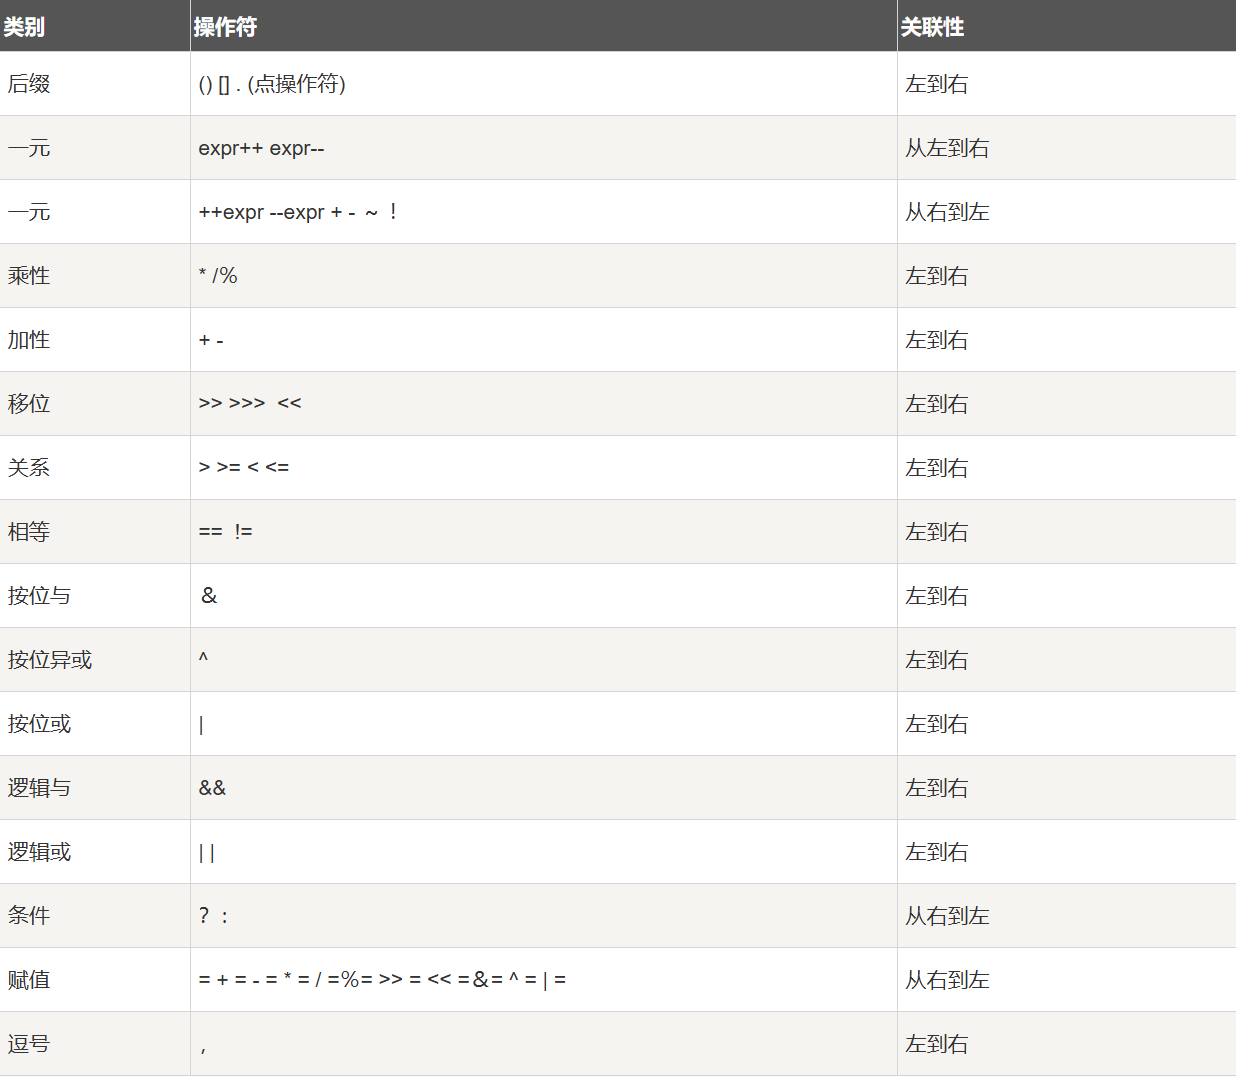 类别 操作符 关联性
后缀 () [] . (点操作符) 左到右
一元 expr++ expr-- 从左到右
一元 ++expr --expr + - ～ ！ 从右到左
乘性 * /％ 左到右
加性 + - 左到右
移位 >> >>>  << 左到右
关系 > >= < <= 左到右
相等 ==  != 左到右
按位与 ＆ 左到右
按位异或 ^ 左到右
按位或 | 左到右
逻辑与 && 左到右
逻辑或 | | 左到右
条件 ？： 从右到左
赋值 = + = - = * = / =％= >> = << =＆= ^ = | = 从右到左
逗号 ， 左到右